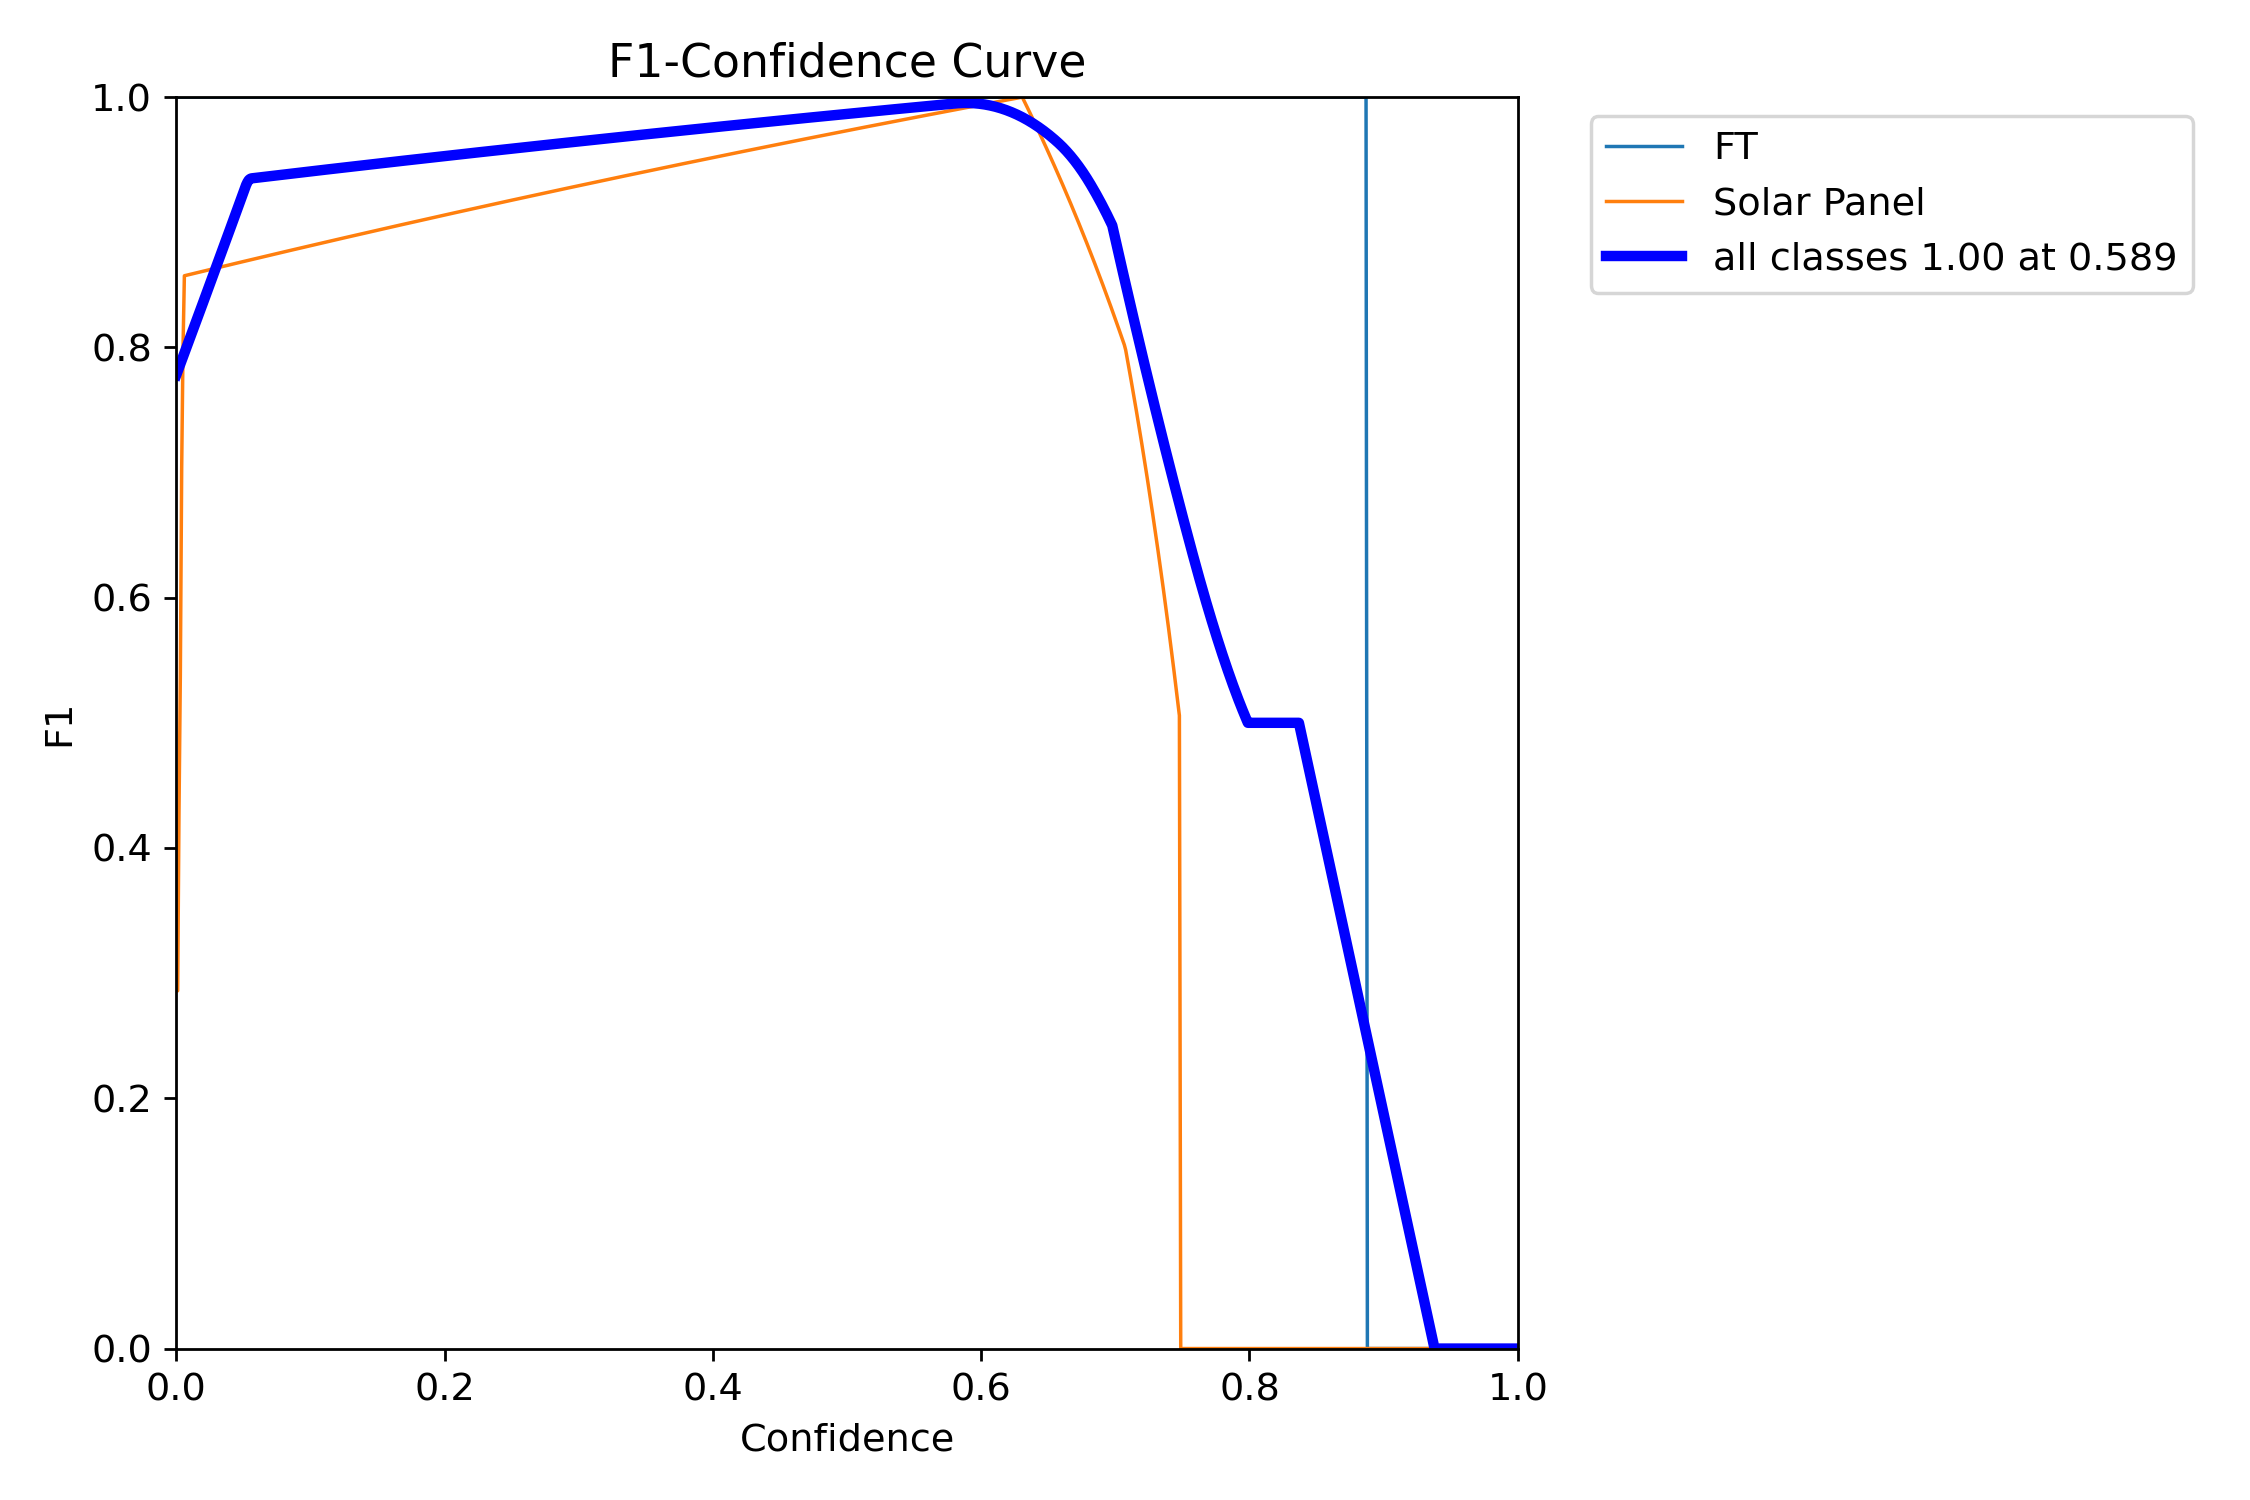 F1-Confidence Curve
1.0
0.8
0.6
0.4
0.2
0.0
F1
0.0 0.2 0.4 0.6 0.8 1.0
Confidence
FT
Solar Panel
all classes 1.00 at 0.589